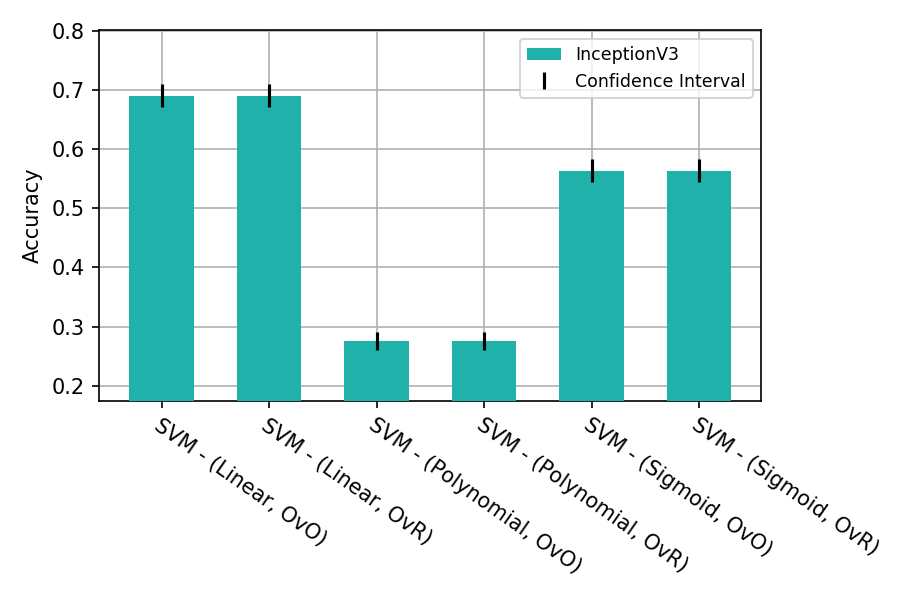 InceptionV3
Confidence Interval
Accuracy
0.8
0.7
0.6
0.5
0.4
0.3
0.2
SVM - (Linear, OvO)
SVM - (Linear, OvR)
SVM - (Polynomial, OvO)
SVM - (Polynomial, OvR)
SVM - (Sigmoid, OvO)
SVM - (Sigmoid, OvR)